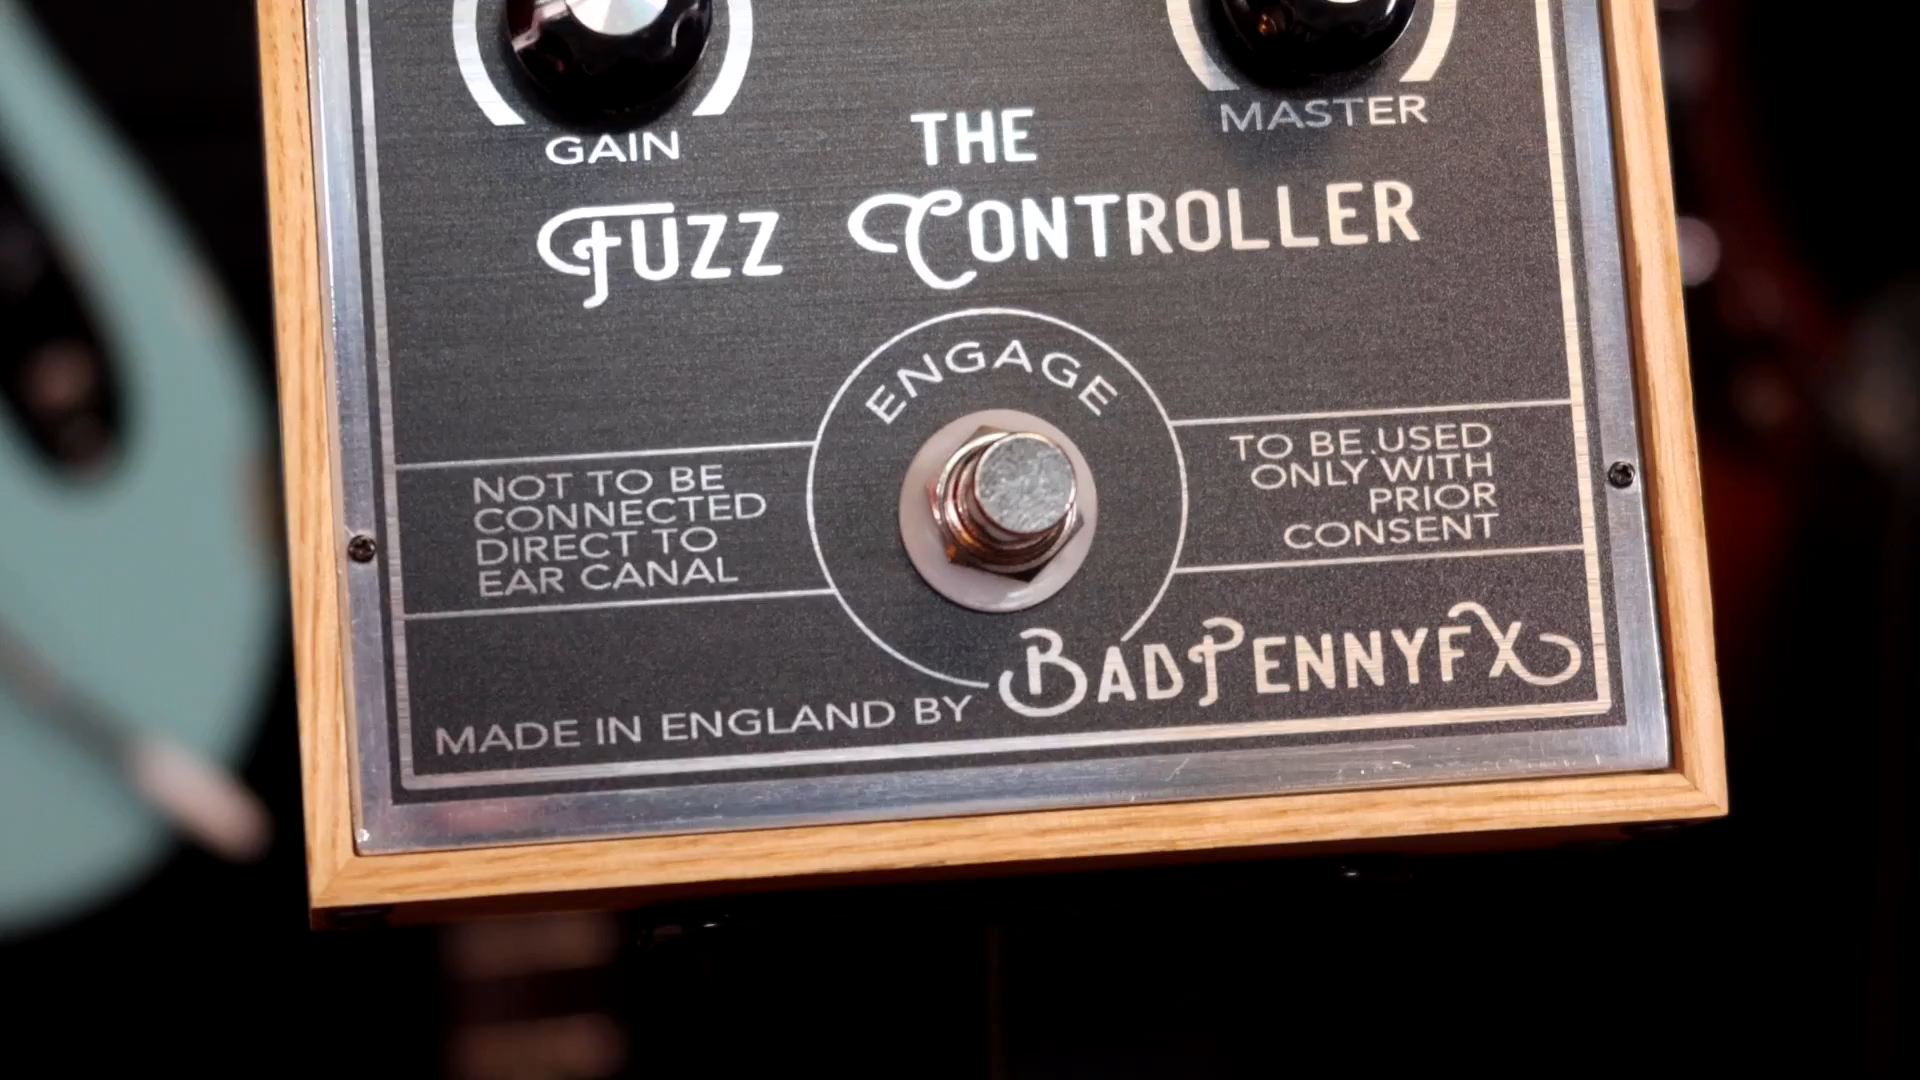 GAIN
MASTER
THE
FUZZ CONTROLLER
ENGAGE
NOT TO BE
CONNECTED
DIRECT TO
EAR CANAL
TO BE USED
ONLY WITH
PRIOR
CONSENT
MADE IN ENGLAND BY BADPENNYFX